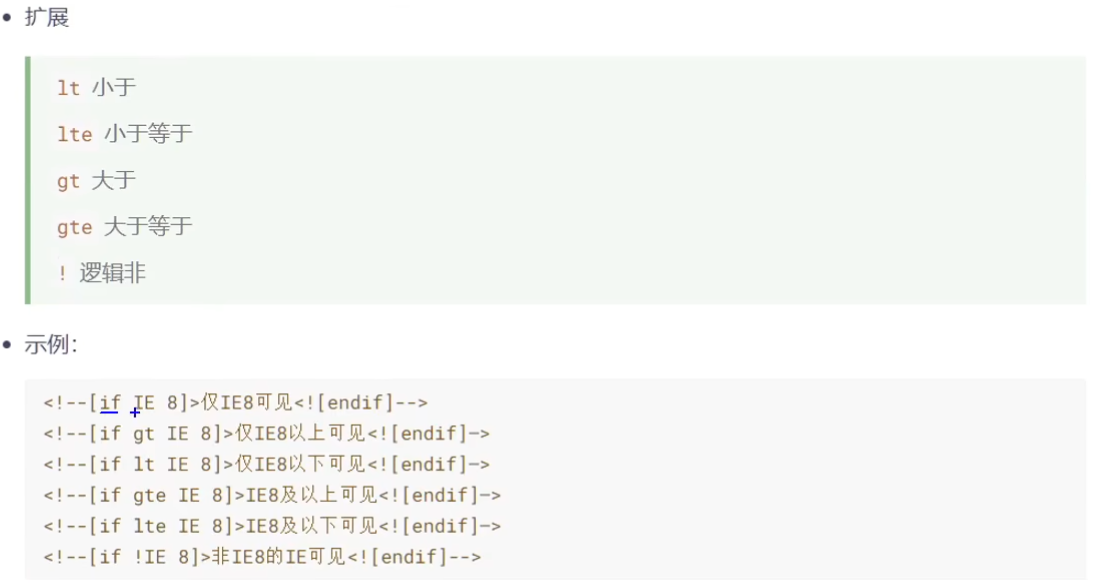 扩展
lt 小于
lte 小于等于
gt 大于
gte 大于等于
! 逻辑非
示例：
<!--[if IE 8]>仅IE8可见<![endif]-->
<!--[if gt IE 8]>仅IE8以上可见<![endif]—>
<!--[if lt IE 8]>仅IE8以下可见<![endif]—>
<!--[if gte IE 8]>IE8及以上可见<![endif]—>
<!--[if lte IE 8]>IE8及以下可见<![endif]—>
<!--[if !IE 8]>非IE8的IE可见<![endif]-->